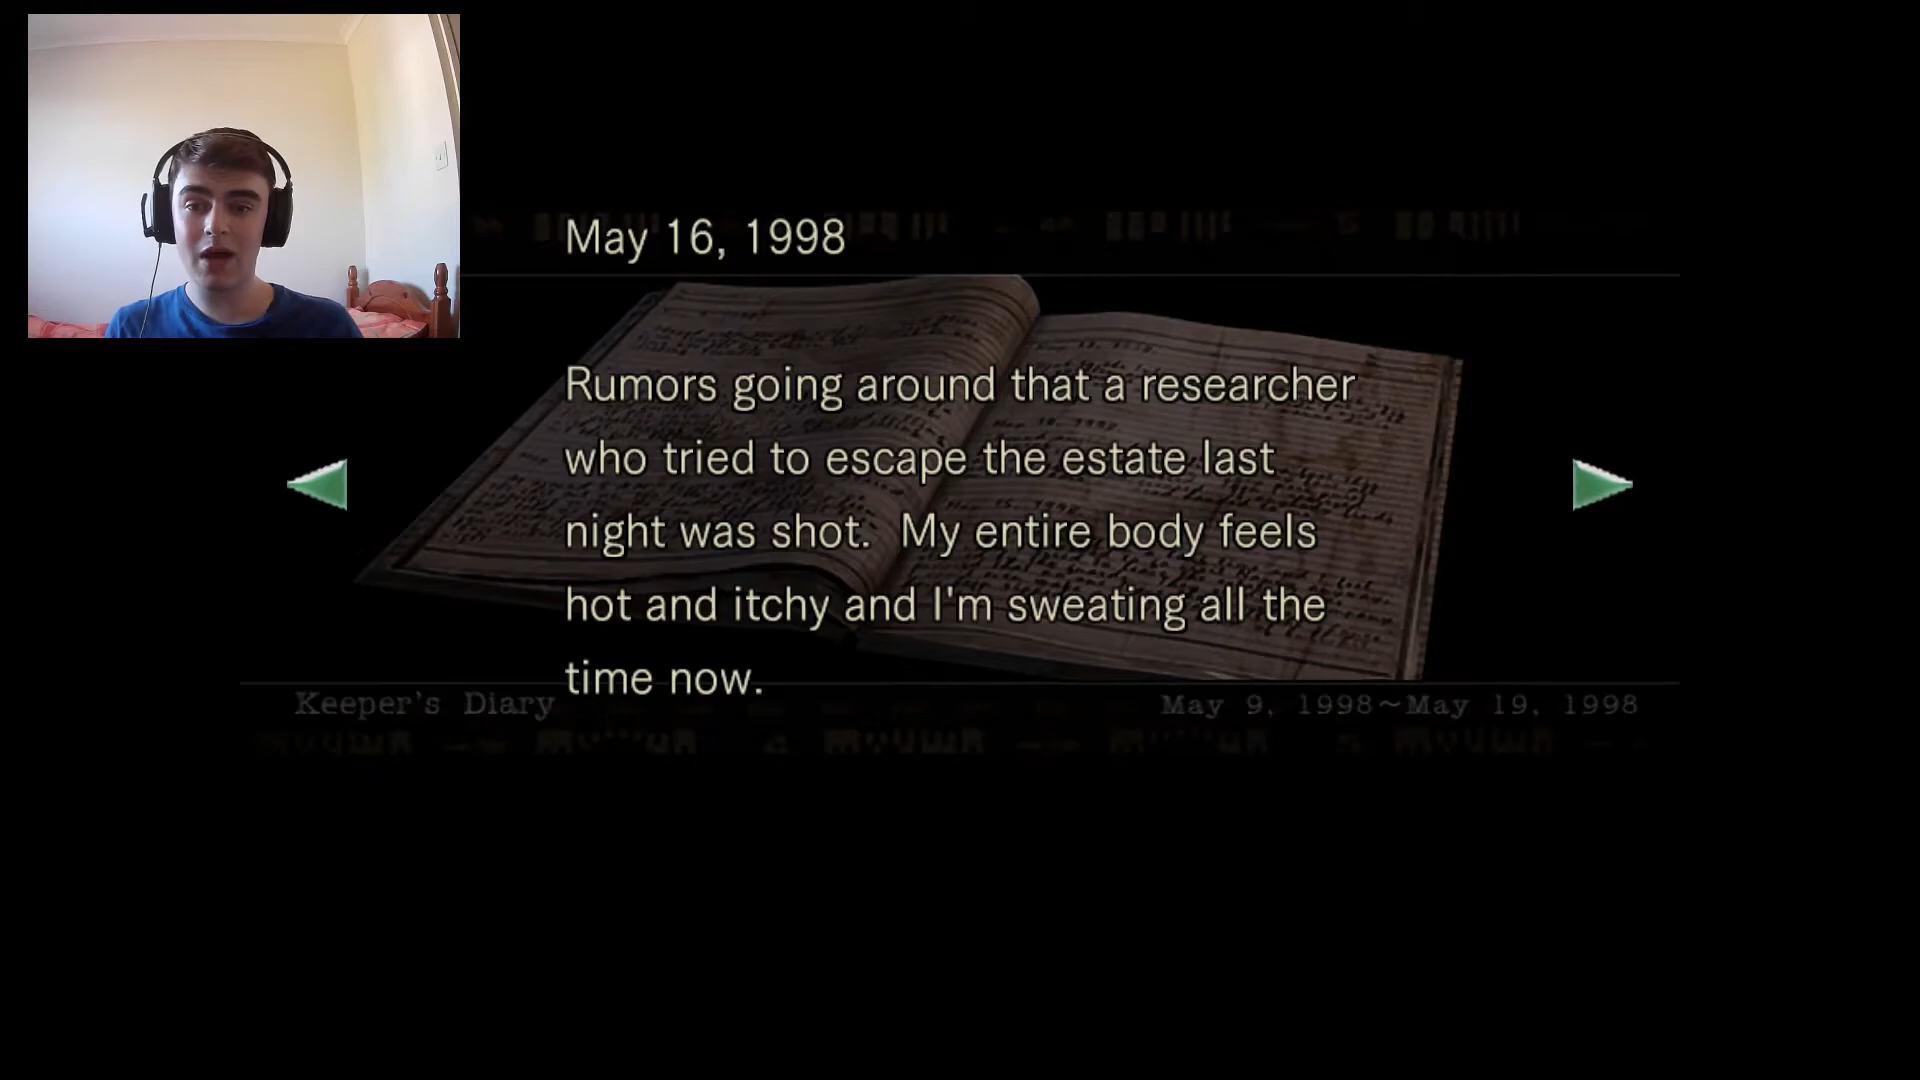 May 16, 1998
Rumors going around that a researcher
who tried to escape the estate last
night was shot.  My entire body feels
hot and itchy and I'm sweating all the
time now.
Keeper's Diary
May 9, 1998~May 19, 1998